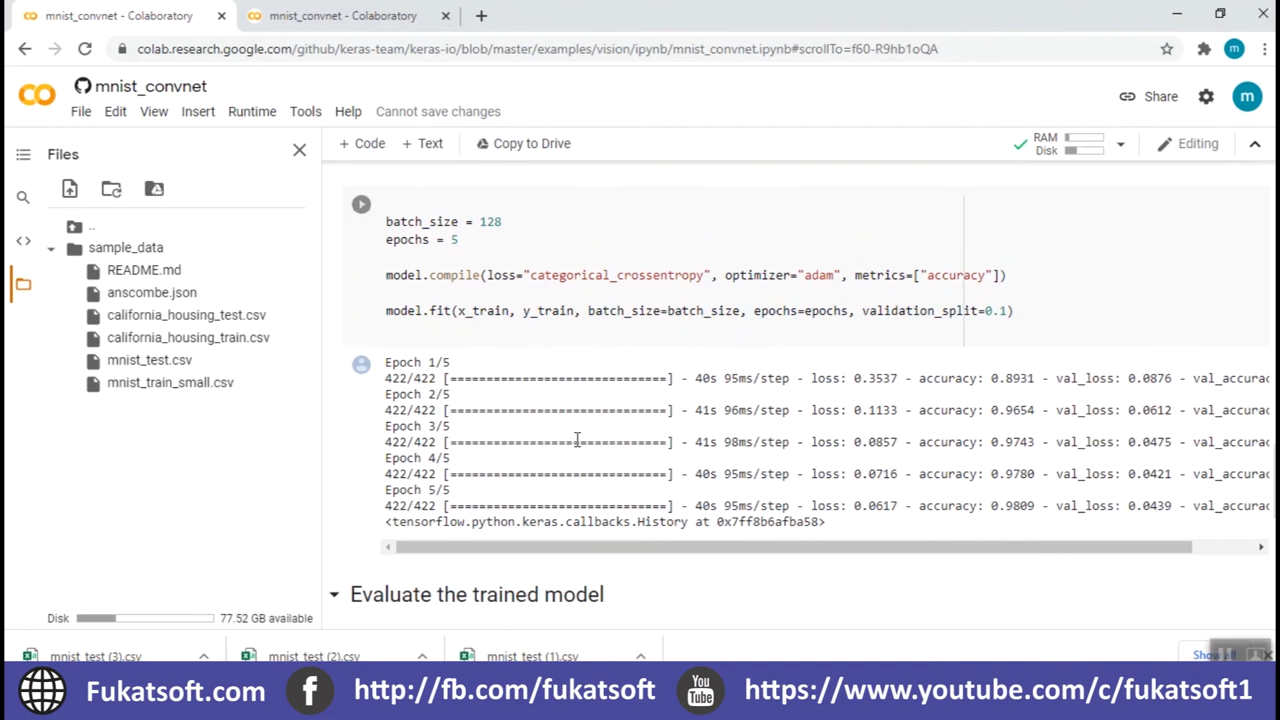 mnist_convnet - Colaboratory
mnist_convnet - Colaboratory
colab.research.google.com/github/keras-team/keras-io/blob/master/examples/vision/ipynb/mnist_convnet.ipynb#scrollTo=f60-R9hb1oQA
m
mnist_convnet
File Edit View Insert Runtime Tools Help Cannot save changes
Share
m
Files
+ Code + Text Copy to Drive
RAM
Disk
Editing
..
sample_data
README.md
anscombe.json
california_housing_test.csv
california_housing_train.csv
mnist_test.csv
mnist_train_small.csv
Disk 77.52 GB available
batch_size = 128
epochs = 5
model.compile(loss="categorical_crossentropy", optimizer="adam", metrics=["accuracy"])
model.fit(x_train, y_train, batch_size=batch_size, epochs=epochs, validation_split=0.1)
Epoch 1/5
422/422 [==============================] - 40s 95ms/step - loss: 0.3537 - accuracy: 0.8931 - val_loss: 0.0876 - val_accurac
Epoch 2/5
422/422 [==============================] - 41s 96ms/step - loss: 0.1133 - accuracy: 0.9654 - val_loss: 0.0612 - val_accurac
Epoch 3/5
422/422 [==============================] - 41s 98ms/step - loss: 0.0857 - accuracy: 0.9743 - val_loss: 0.0475 - val_accurac
Epoch 4/5
422/422 [==============================] - 40s 95ms/step - loss: 0.0716 - accuracy: 0.9780 - val_loss: 0.0421 - val_accurac
Epoch 5/5
422/422 [==============================] - 40s 95ms/step - loss: 0.0617 - accuracy: 0.9809 - val_loss: 0.0439 - val_accurac
<tensorflow.python.keras.callbacks.History at 0x7ff8b6afba58>
Evaluate the trained model
mnist_test (3).csv
mnist_test (2).csv
mnist_test (1).csv
Show all
Fukatsoft.com
http://fb.com/fukatsoft
You Tube
https://www.youtube.com/c/fukatsoft1